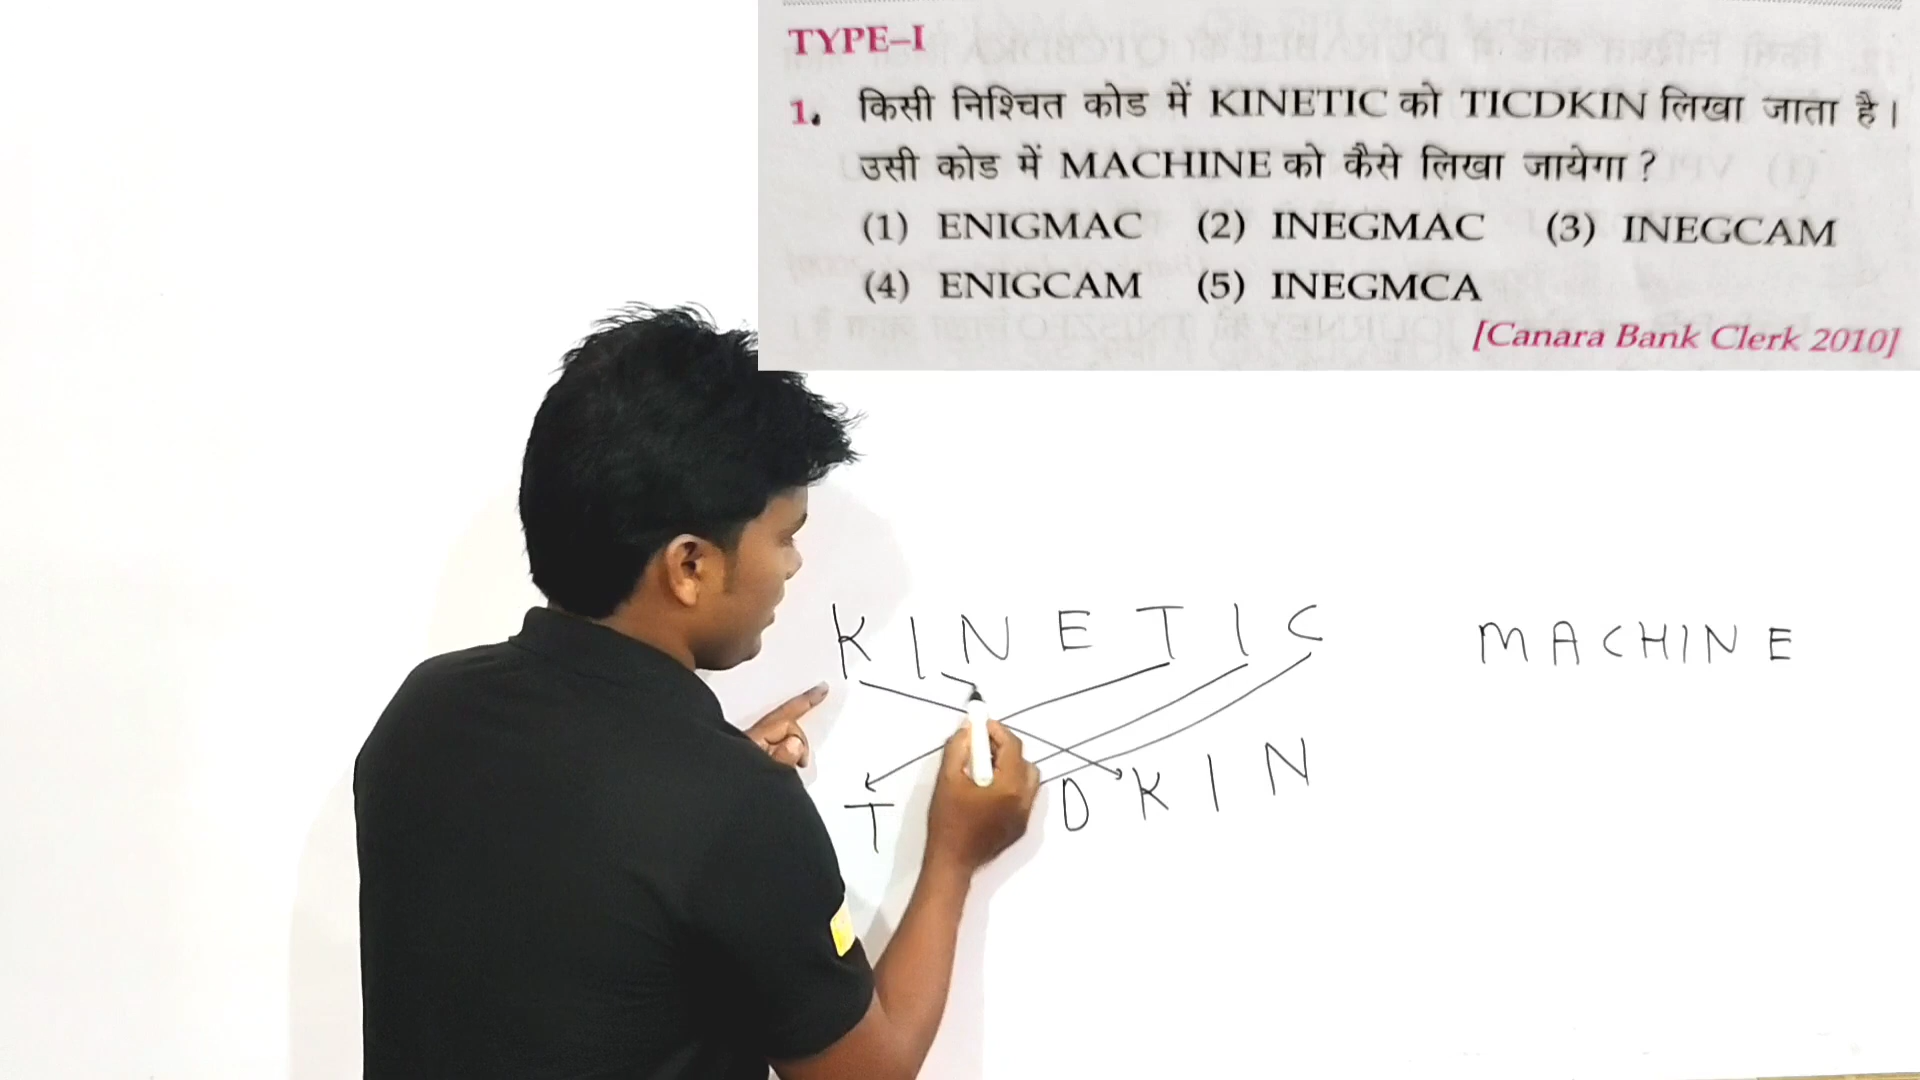 TYPE–I
1. किसी निश्चित कोड में KINETIC को TICDKIN लिखा जाता है।
उसी कोड में MACHINE को कैसे लिखा जायेगा?
(1) ENIGMAC (2) INEGMAC (3) INEGCAM
(4) ENIGCAM (5) INEGMCA
[Canara Bank Clerk 2010]
KINETIC MACHINE
T DKIN